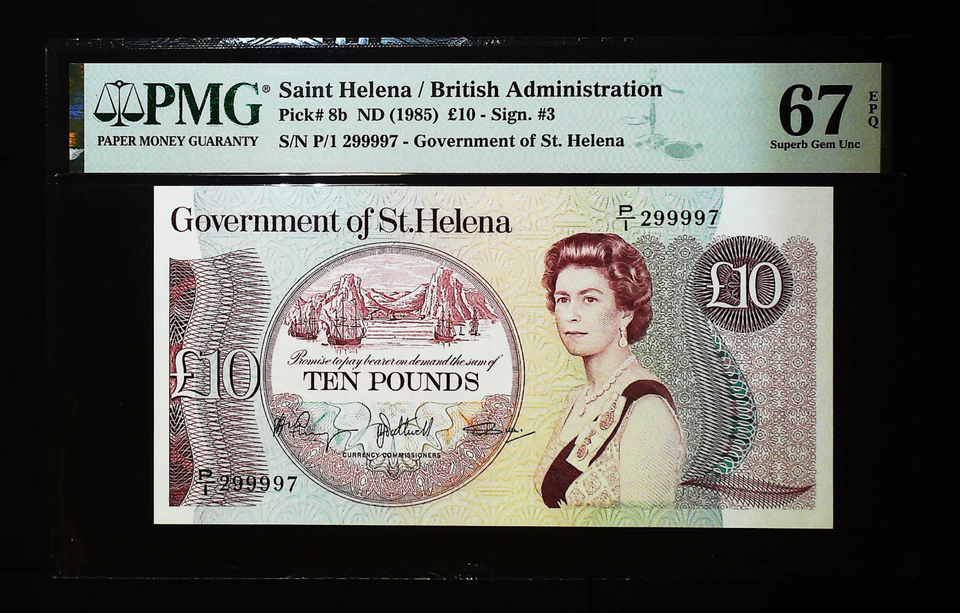 PMG®
PAPER MONEY GUARANTY
Saint Helena / British Administration
Pick# 8b ND (1985) £10 - Sign. #3
S/N P/1 299997 - Government of St. Helena
67
EPQ
Superb Gem Unc
Government of St.Helena
P/1 299997
£10
£10
Promise to pay bearer on demand the sum of
TEN POUNDS
CURRENCY COMMISSIONERS
P/1 299997